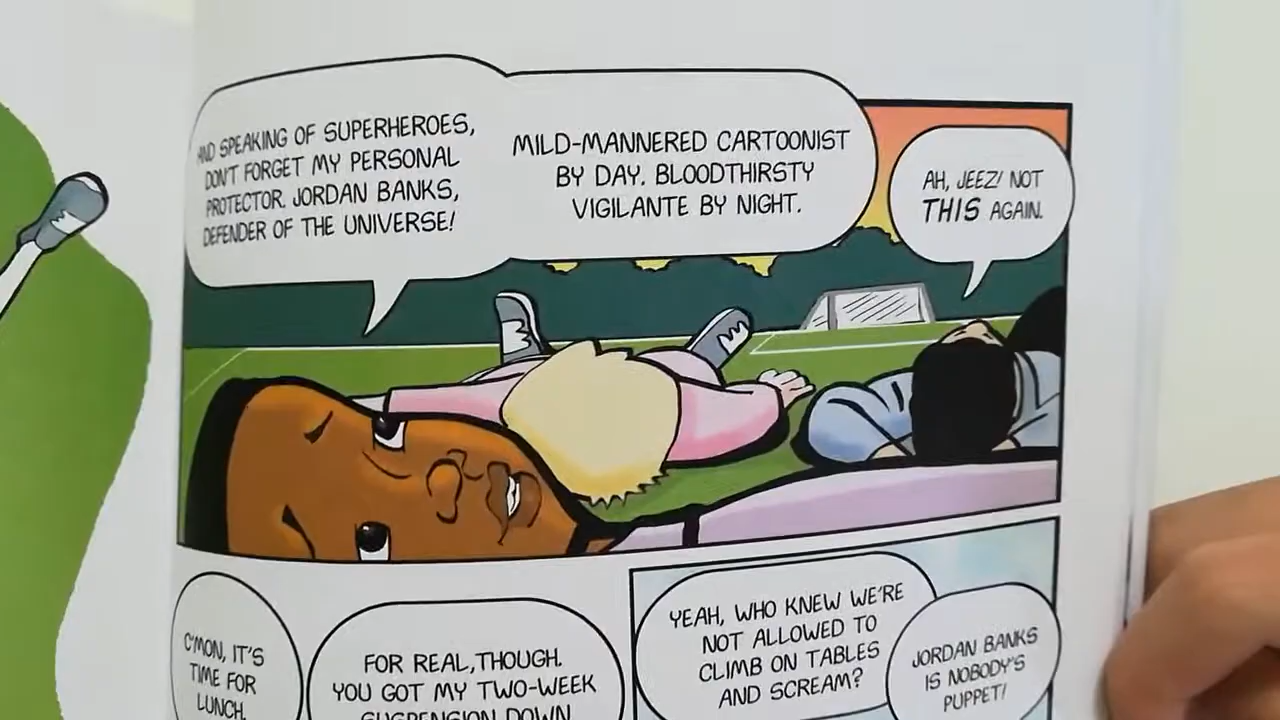 AND SPEAKING OF SUPERHEROES,
DON'T FORGET MY PERSONAL
PROTECTOR. JORDAN BANKS,
DEFENDER OF THE UNIVERSE!
MILD-MANNERED CARTOONIST
BY DAY. BLOODTHIRSTY
VIGILANTE BY NIGHT.
AH, JEEZ! NOT
THIS AGAIN.
C'MON, IT'S
TIME FOR
LUNCH.
FOR REAL, THOUGH.
YOU GOT MY TWO-WEEK
SUSPENSION DOWN
YEAH, WHO KNEW WE'RE
NOT ALLOWED TO
CLIMB ON TABLES
AND SCREAM?
JORDAN BANKS
IS NOBODY'S
PUPPET!